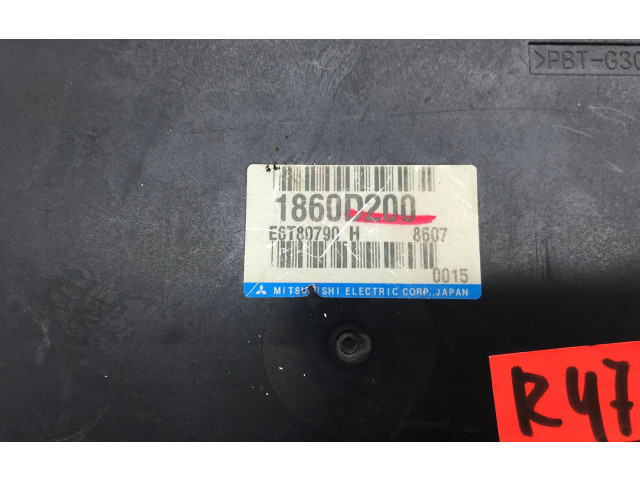 >PBT-G30
1860D200
E6T80790 H 8607
0015
MITSUBISHI ELECTRIC CORP., JAPAN
R47